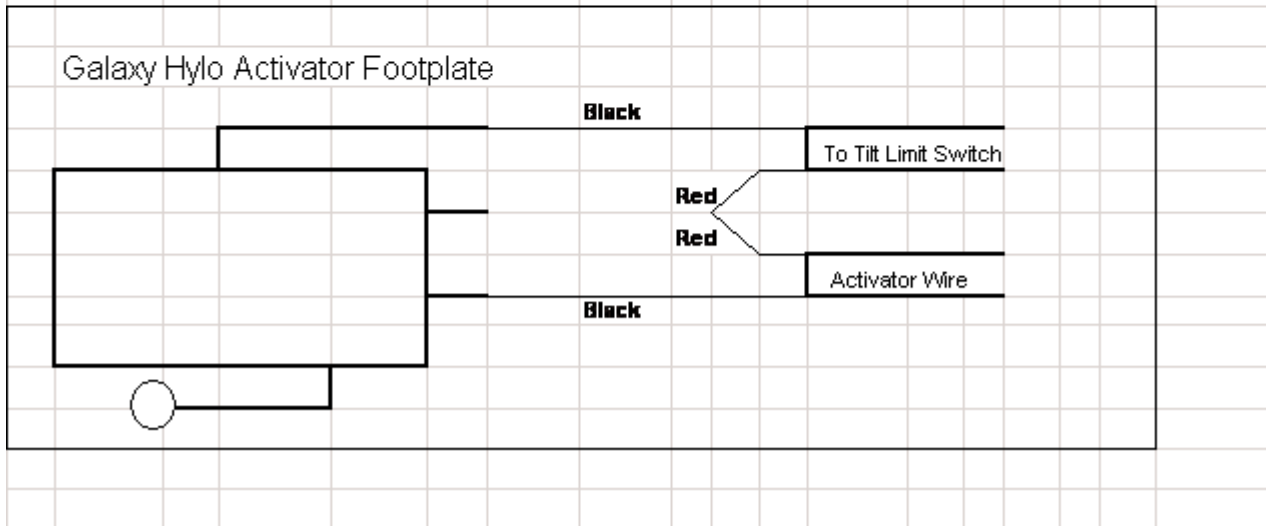 Galaxy Hylo Activator Footplate
Black
To Tilt Limit Switch
Red
Red
Activator Wire
Black